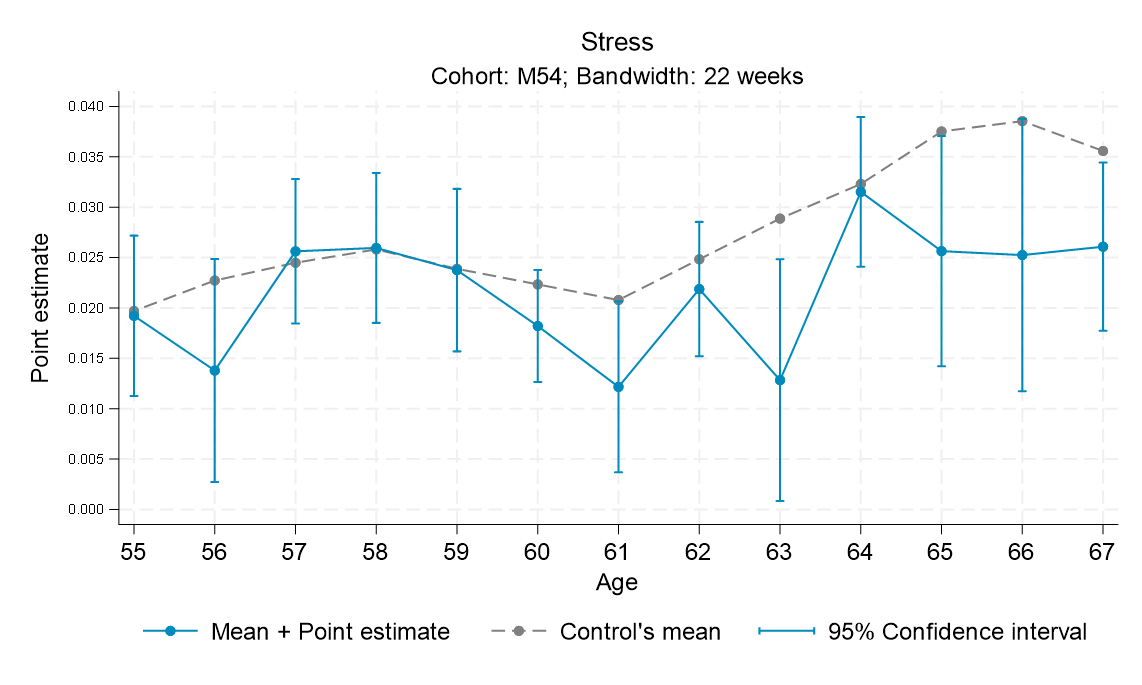 Stress
Cohort: M54; Bandwidth: 22 weeks
Point estimate
0.040
0.035
0.030
0.025
0.020
0.015
0.010
0.005
0.000
55 56 57 58 59 60 61 62 63 64 65 66 67
Age
Mean + Point estimate Control's mean 95% Confidence interval